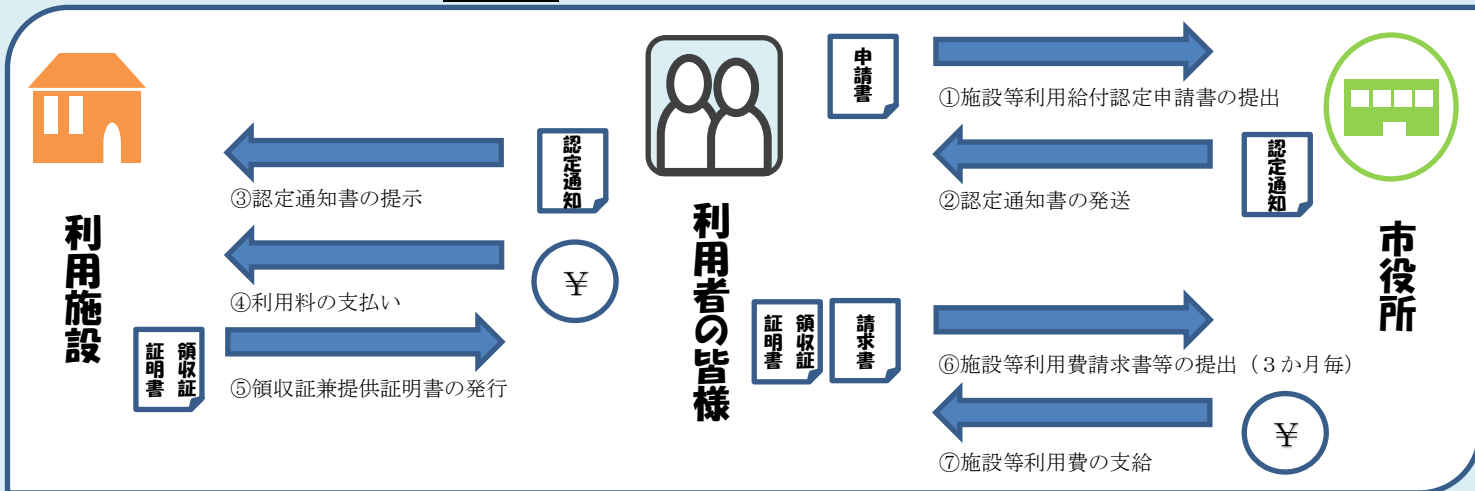 申請書
①施設等利用給付認定申請書の提出
認定通知
②認定通知書の発送
認定通知
③認定通知書の提示
¥
④利用料の支払い
領収証
証明書
⑤領収証兼提供証明書の発行
領収証
証明書
請求書
⑥施設等利用費請求書等の提出（３か月毎）
¥
⑦施設等利用費の支給
利用施設
利用者の皆様
市役所